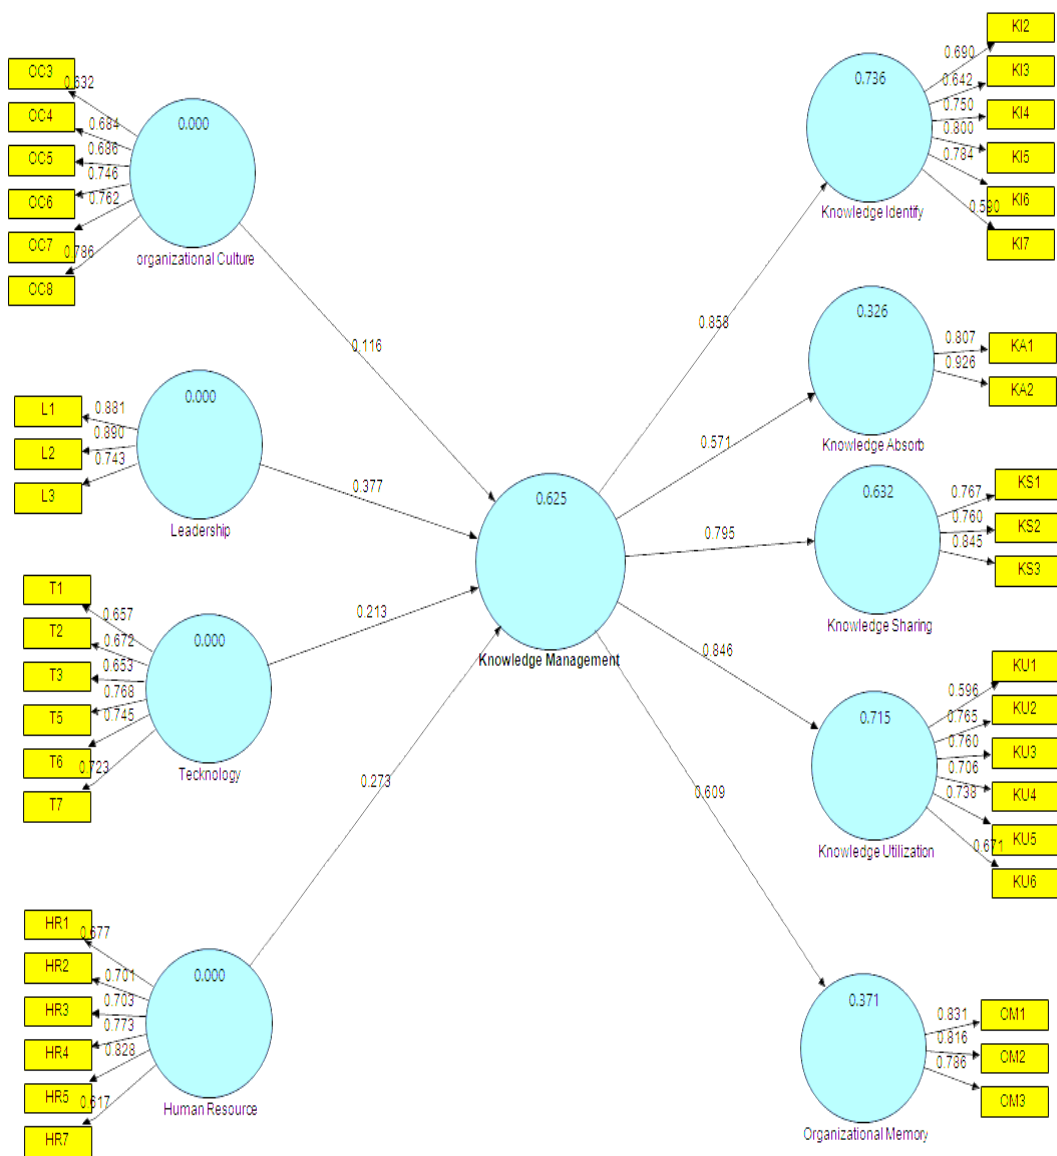 OC3
OC4
OC5
OC6
OC7
OC8
0.632
0.684
0.686
0.746
0.762
0.786
0.000
organizational Culture
0.116
L1
L2
L3
0.881
0.890
0.743
0.000
Leadership
0.377
T1
T2
T3
T5
T6
T7
0.657
0.672
0.653
0.768
0.745
0.723
0.000
Tecknology
0.213
HR1
HR2
HR3
HR4
HR5
HR7
0.677
0.701
0.703
0.773
0.828
0.617
0.000
Human Resource
0.273
0.625
Knowledge Management
0.858
0.571
0.795
0.846
0.609
0.736
Knowledge Identify
0.690
0.642
0.750
0.800
0.784
KI2
KI3
KI4
KI5
KI6
KI7
0.326
Knowledge Absorb
0.807
0.926
KA1
KA2
0.632
Knowledge Sharing
0.767
0.760
0.845
KS1
KS2
KS3
0.715
Knowledge Utilization
0.596
0.765
0.760
0.706
0.738
0.671
KU1
KU2
KU3
KU4
KU5
KU6
0.371
Organizational Memory
0.831
0.816
0.786
OM1
OM2
OM3